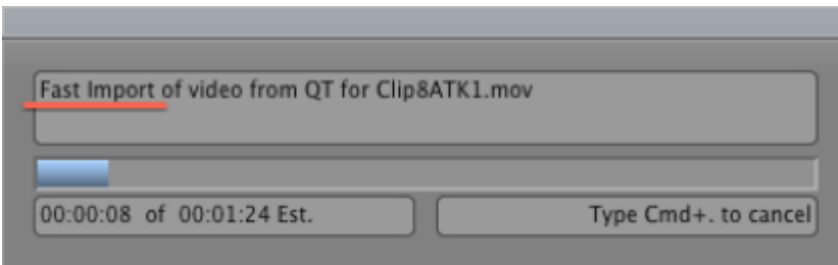 Fast Import of video from QT for Clip8ATK1.mov
00:00:08 of 00:01:24 Est.
Type Cmd+. to cancel